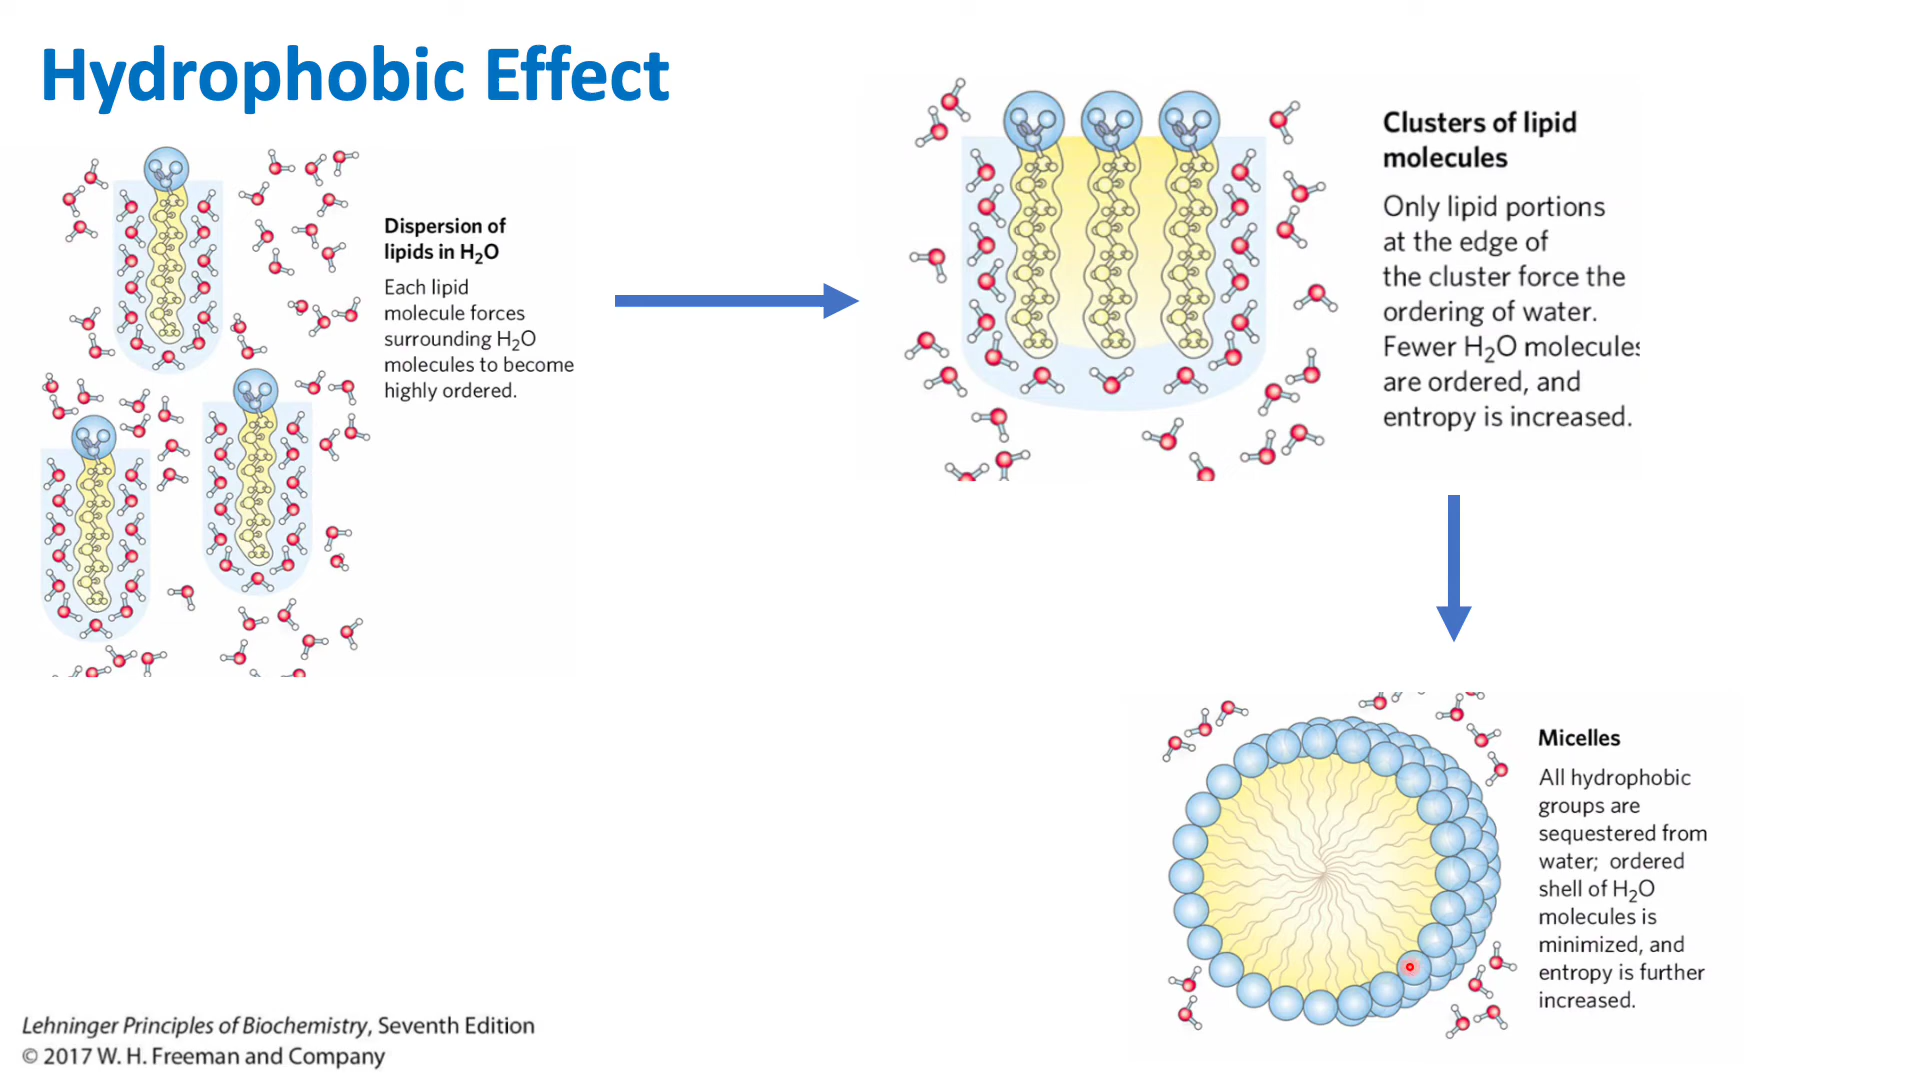 Hydrophobic Effect
Dispersion of
lipids in H₂O
Each lipid
molecule forces
surrounding H₂O
molecules to become
highly ordered.
Clusters of lipid
molecules
Only lipid portions
at the edge of
the cluster force the
ordering of water.
Fewer H₂O molecules
are ordered, and
entropy is increased.
Micelles
All hydrophobic
groups are
sequestered from
water; ordered
shell of H₂O
molecules is
minimized, and
entropy is further
increased.
Lehninger Principles of Biochemistry, Seventh Edition
© 2017 W. H. Freeman and Company